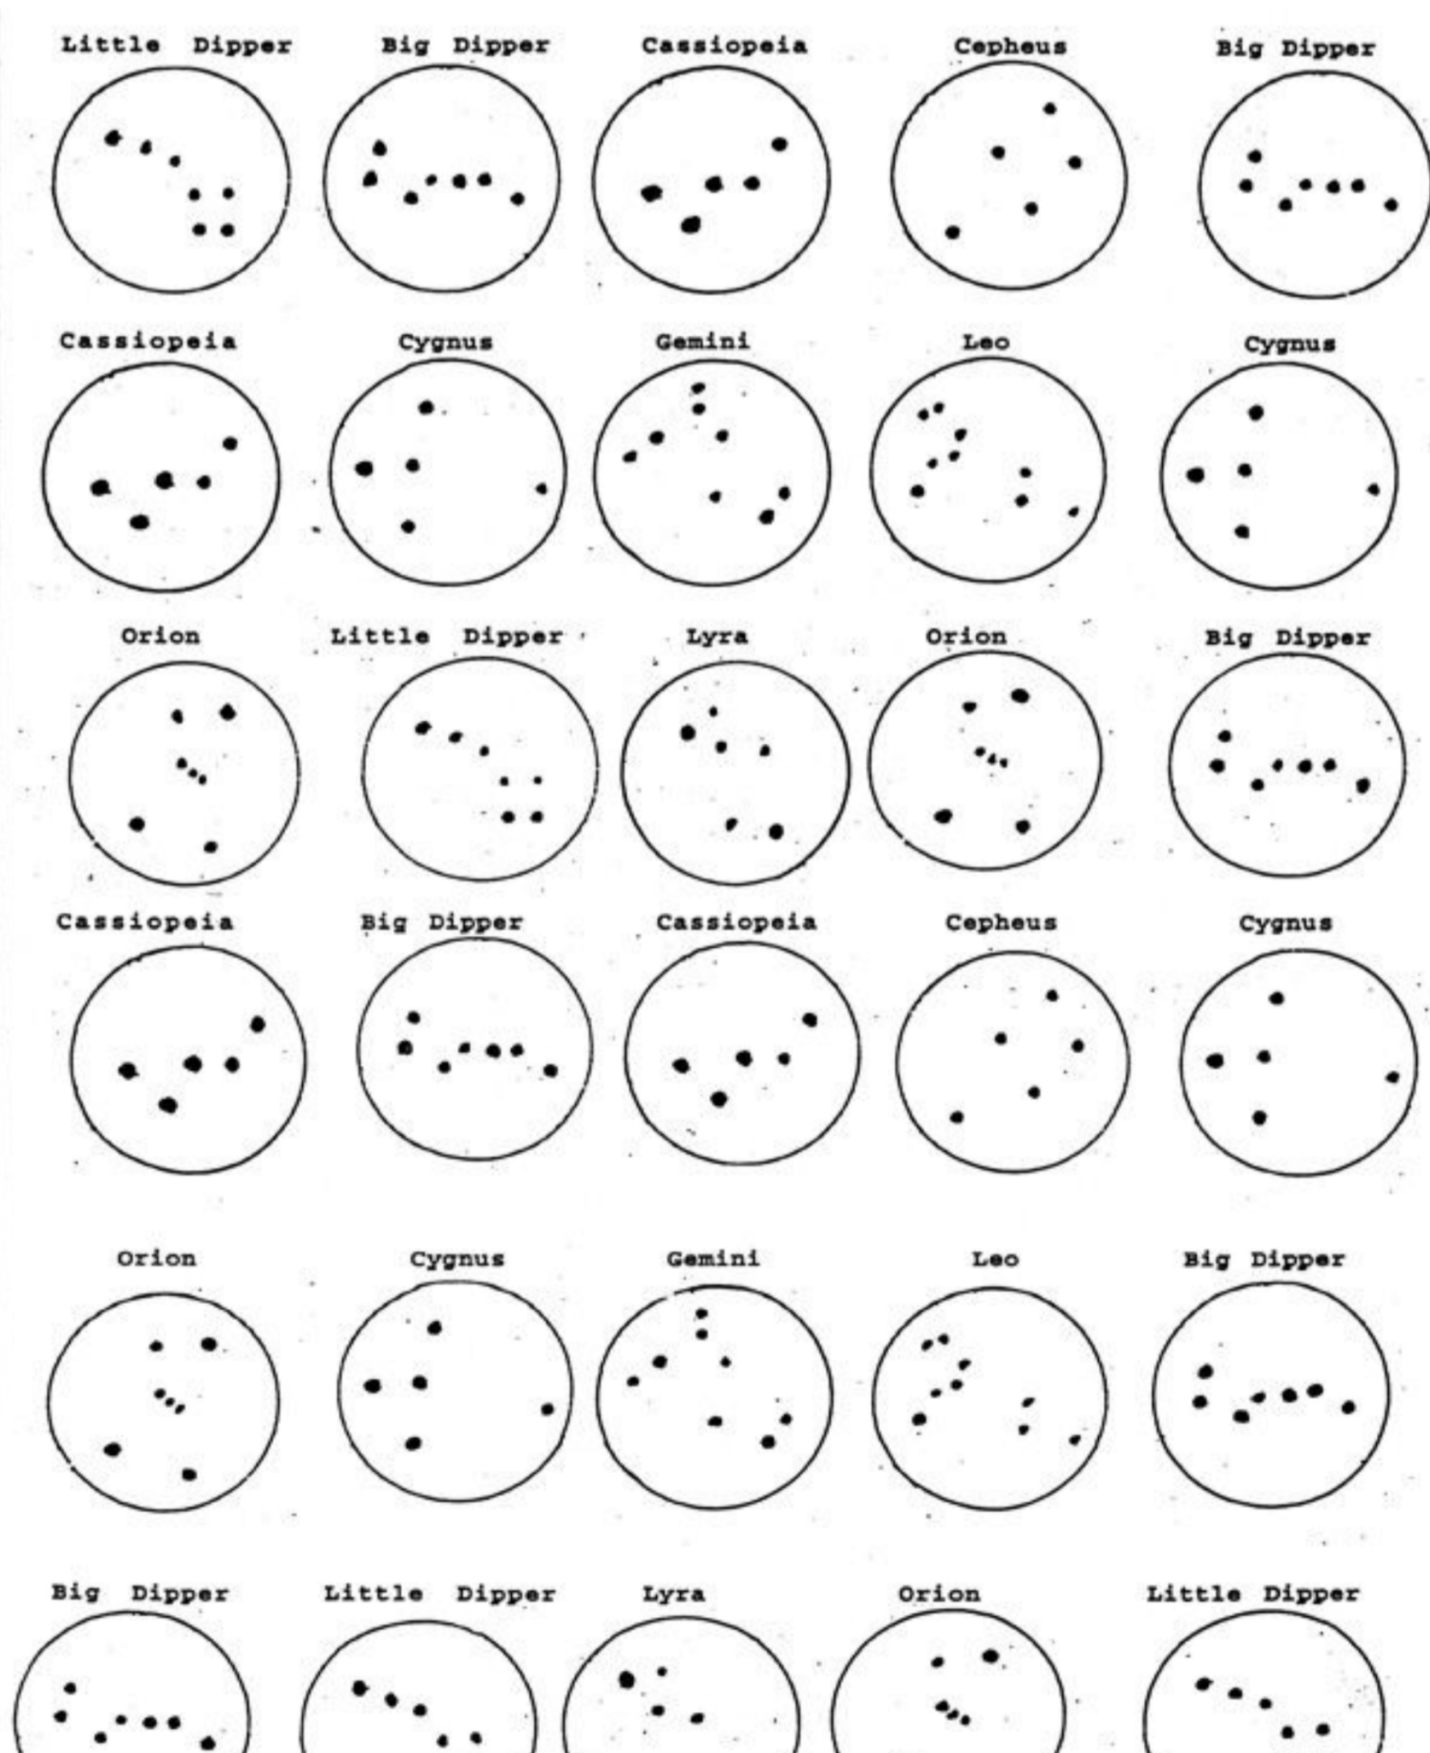 Little Dipper Big Dipper Cassiopeia Cepheus Big Dipper
Cassiopeia Cygnus Gemini Leo Cygnus
Orion Little Dipper Lyra Orion Big Dipper
Cassiopeia Big Dipper Cassiopeia Cepheus Cygnus
Orion Cygnus Gemini Leo Big Dipper
Big Dipper Little Dipper Lyra Orion Little Dipper